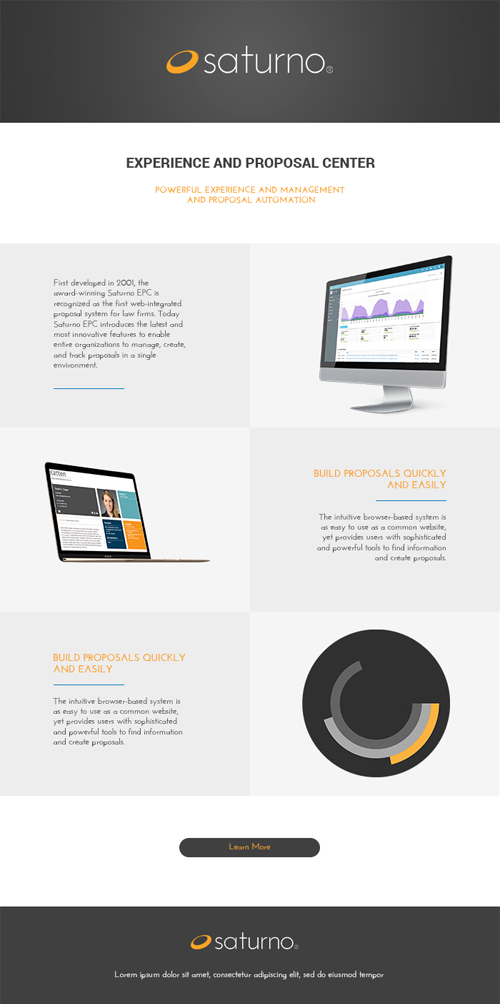 saturno®
EXPERIENCE AND PROPOSAL CENTER
POWERFUL EXPERIENCE AND MANAGEMENT
AND PROPOSAL AUTOMATION
First developed in 2001, the
award-winning Saturno EPC is
recognized as the first web-integrated
proposal system for law firms. Today
Saturno EPC introduces the latest and
most innovative features to enable
entire organizations to manage, create,
and track proposals in a single
environment.
BUILD PROPOSALS QUICKLY
AND EASILY
The intuitive browser-based system is
as easy to use as a common website,
yet provides users with sophisticated
and powerful tools to find information
and create proposals.
BUILD PROPOSALS QUICKLY
AND EASILY
The intuitive browser-based system is
as easy to use as a common website,
yet provides users with sophisticated
and powerful tools to find information
and create proposals.
Learn More
saturno®
Lorem ipsum dolor sit amet, consectetur adipiscing elit, sed do eiusmod tempor